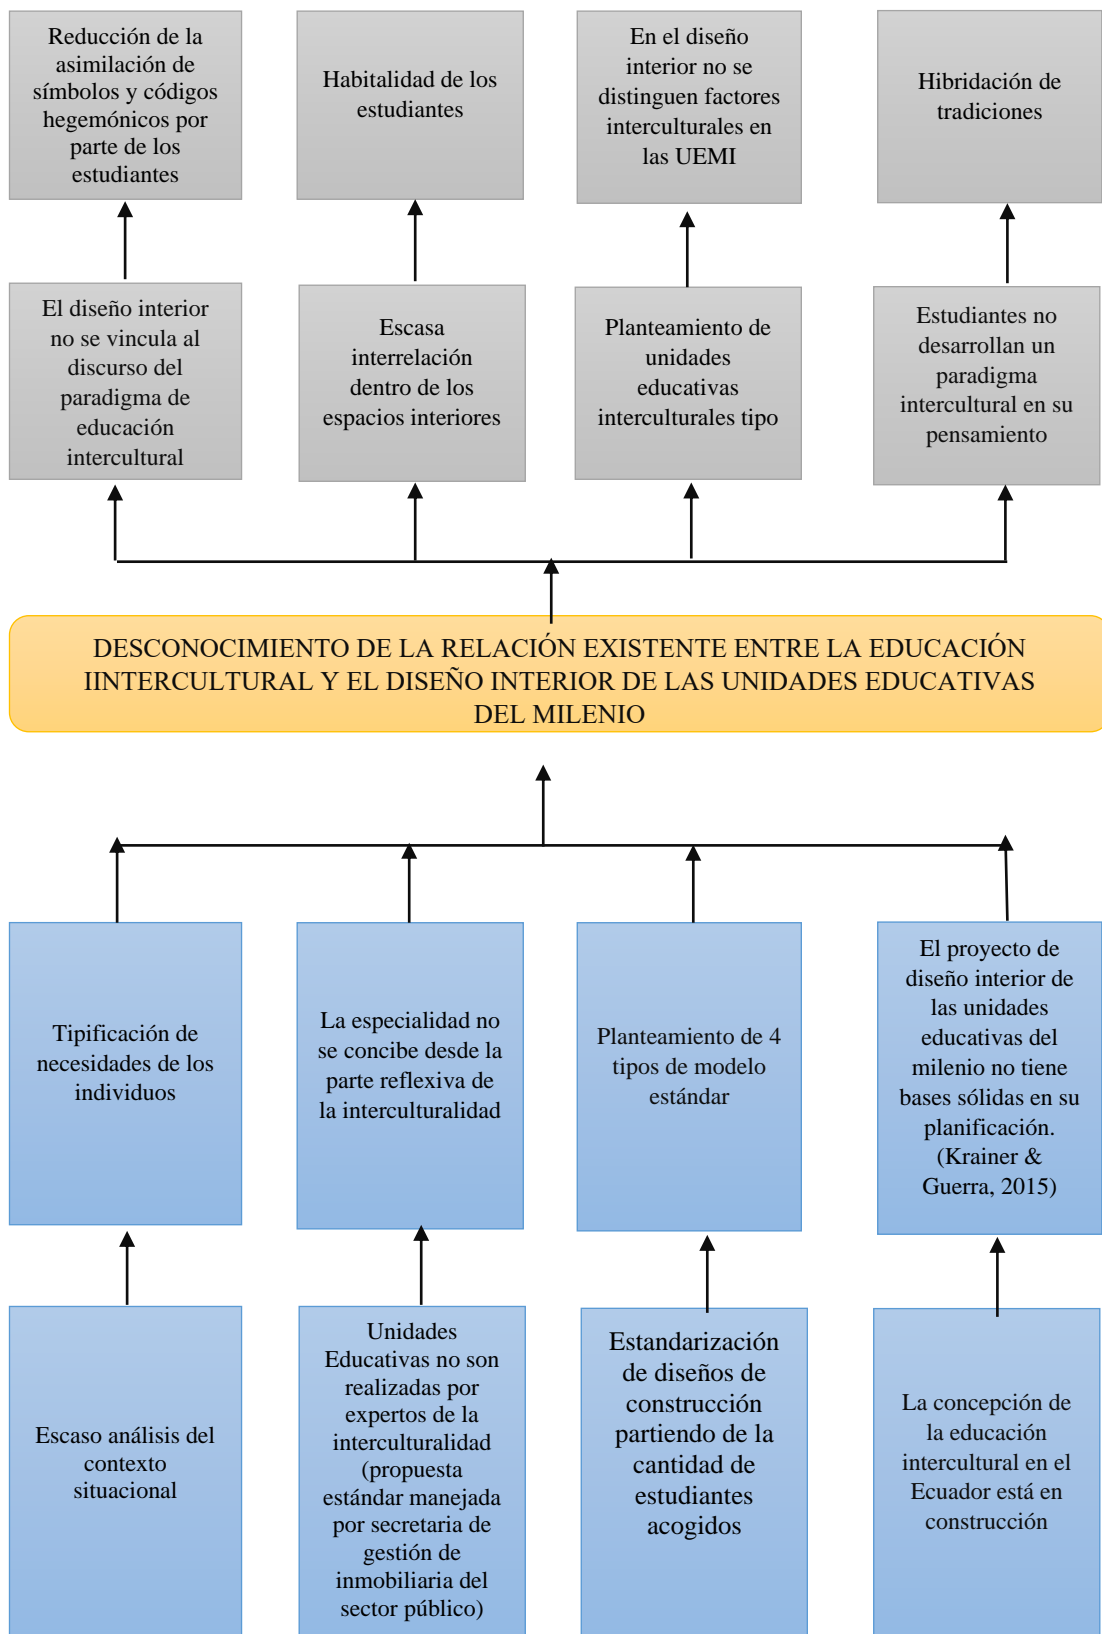 Reducción de la
asimilación de
símbolos y códigos
hegemónicos por
parte de los
estudiantes
Habitalidad de los
estudiantes
En el diseño
interior no se
distinguen factores
interculturales en
las UEMI
Hibridación de
tradiciones
El diseño interior
no se vincula al
discurso del
paradigma de
educación
intercultural
Escasa
interrelación
dentro de los
espacios interiores
Planteamiento de
unidades
educativas
interculturales tipo
Estudiantes no
desarrollan un
paradigma
intercultural en su
pensamiento
DESCONOCIMIENTO DE LA RELACIÓN EXISTENTE ENTRE LA EDUCACIÓN
IINTERCULTURAL Y EL DISEÑO INTERIOR DE LAS UNIDADES EDUCATIVAS
DEL MILENIO
Tipificación de
necesidades de los
individuos
La especialidad no
se concibe desde la
parte reflexiva de
la interculturalidad
Planteamiento de 4
tipos de modelo
estándar
El proyecto de
diseño interior de
las unidades
educativas del
milenio no tiene
bases sólidas en su
planificación.
(Krainer &
Guerra, 2015)
Escaso análisis del
contexto
situacional
Unidades
Educativas no son
realizadas por
expertos de la
interculturalidad
(propuesta
estándar manejada
por secretaria de
gestión de
inmobiliaria del
sector público)
Estandarización
de diseños de
construcción
partiendo de la
cantidad de
estudiantes
acogidos
La concepción de
la educación
intercultural en el
Ecuador está en
construcción